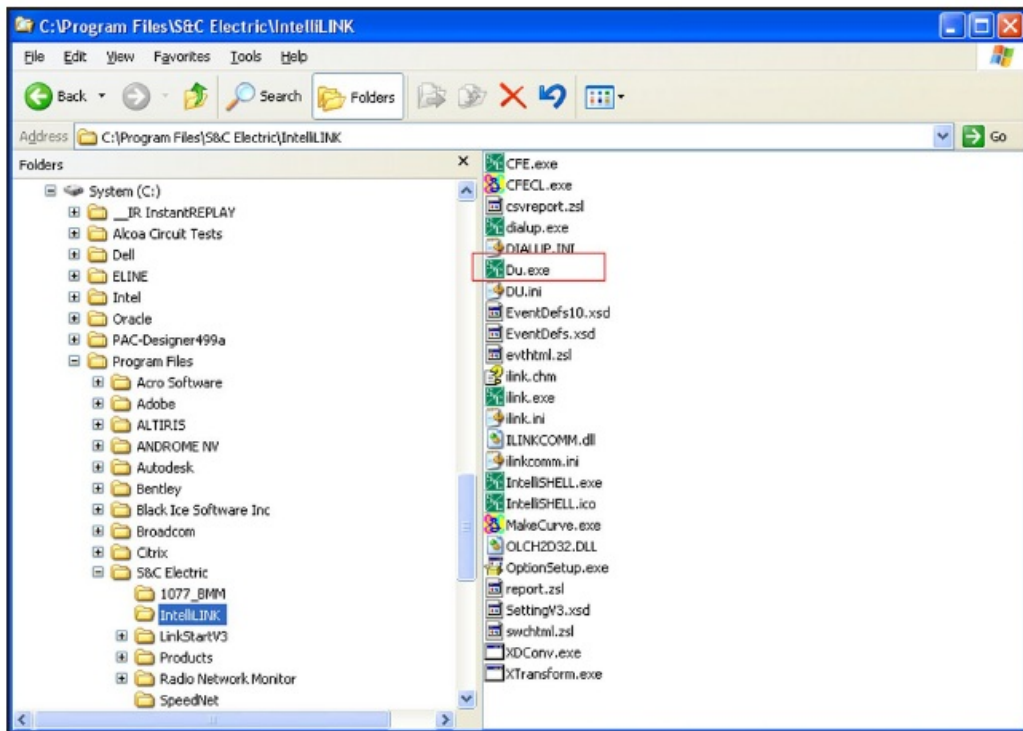 C:\Program Files\S&C Electric\IntelliLINK
File Edit View Favorites Tools Help
Back Search Folders
Address C:\Program Files\S&C Electric\IntelliLINK Go
Folders
System (C:)
__IR InstantREPLAY
Alcoa Circuit Tests
Dell
ELINE
Intel
Oracle
PAC-Designer499a
Program Files
Acro Software
Adobe
ALTIRIS
ANDROME NV
Autodesk
Bentley
Black Ice Software Inc
Broadcom
Citrix
S&C Electric
1077_BMM
IntelliLINK
LinkStartV3
Products
Radio Network Monitor
SpeedNet
CFE.exe
CFECL.exe
csvreport.zsl
dialup.exe
DIALUP.INI
Du.exe
DU.ini
EventDefs10.xsd
EventDefs.xsd
evthtml.zsl
ilink.chm
ilink.exe
ilink.ini
ILINKCOMM.dll
ilinkcomm.ini
IntelliSHELL.exe
IntelliSHELL.ico
MakeCurve.exe
OLCH2D32.DLL
OptionSetup.exe
report.zsl
SettingV3.xsd
swchtml.zsl
XDConv.exe
XTransform.exe